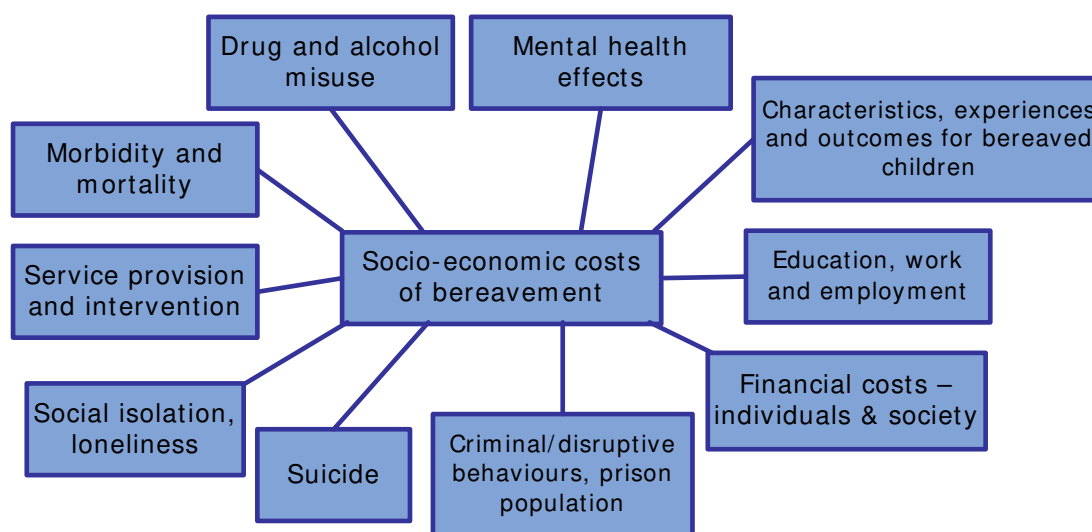 Drug and alcohol
misuse
Mental health
effects
Characteristics, experiences
and outcomes for bereaved
children
Morbidity and
mortality
Socio-economic costs
of bereavement
Education, work
and employment
Service provision
and intervention
Financial costs –
individuals & society
Social isolation,
loneliness
Suicide
Criminal/disruptive
behaviours, prison
population